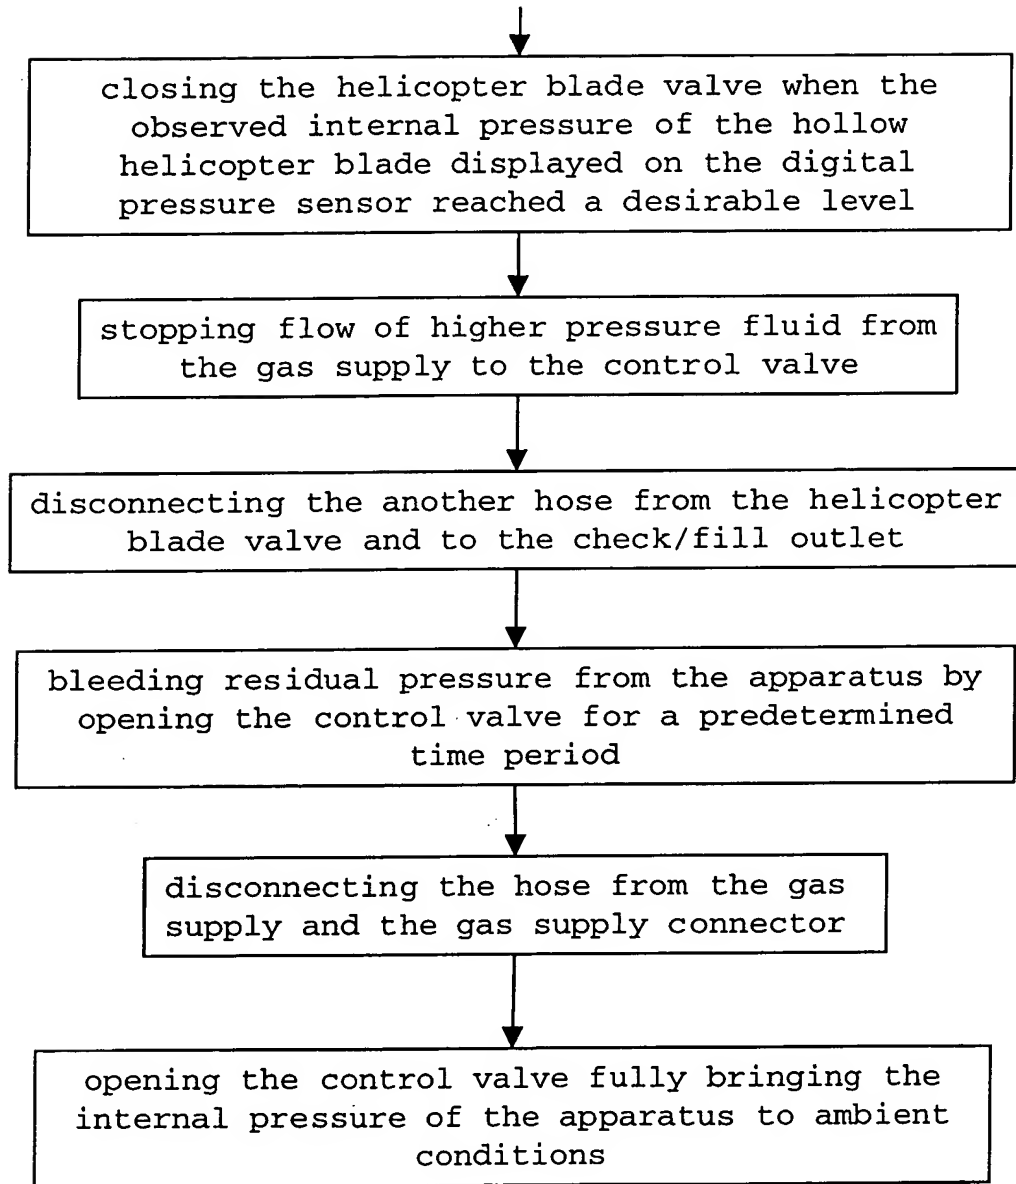 closing the helicopter blade valve when the
observed internal pressure of the hollow
helicopter blade displayed on the digital
pressure sensor reached a desirable level
stopping flow of higher pressure fluid from
the gas supply to the control valve
disconnecting the another hose from the helicopter
blade valve and to the check/fill outlet
bleeding residual pressure from the apparatus by
opening the control valve for a predetermined
time period
disconnecting the hose from the gas
supply and the gas supply connector
opening the control valve fully bringing the
internal pressure of the apparatus to ambient
conditions